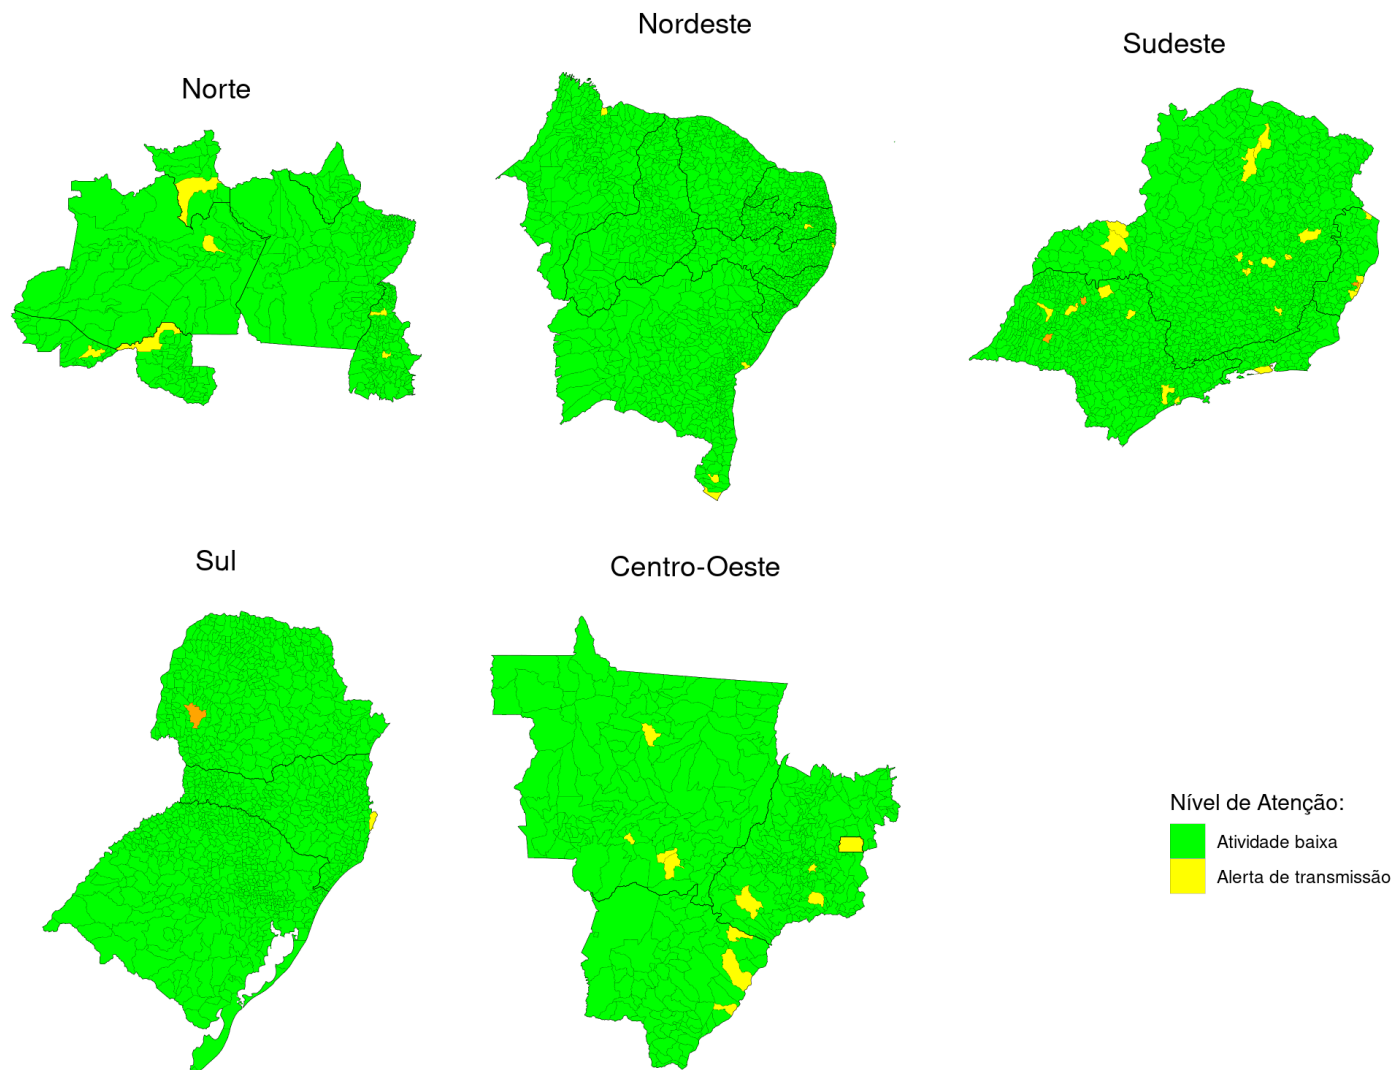 Nordeste
Sudeste
Norte
Sul
Centro-Oeste
Nível de Atenção:
Atividade baixa
Alerta de transmissão